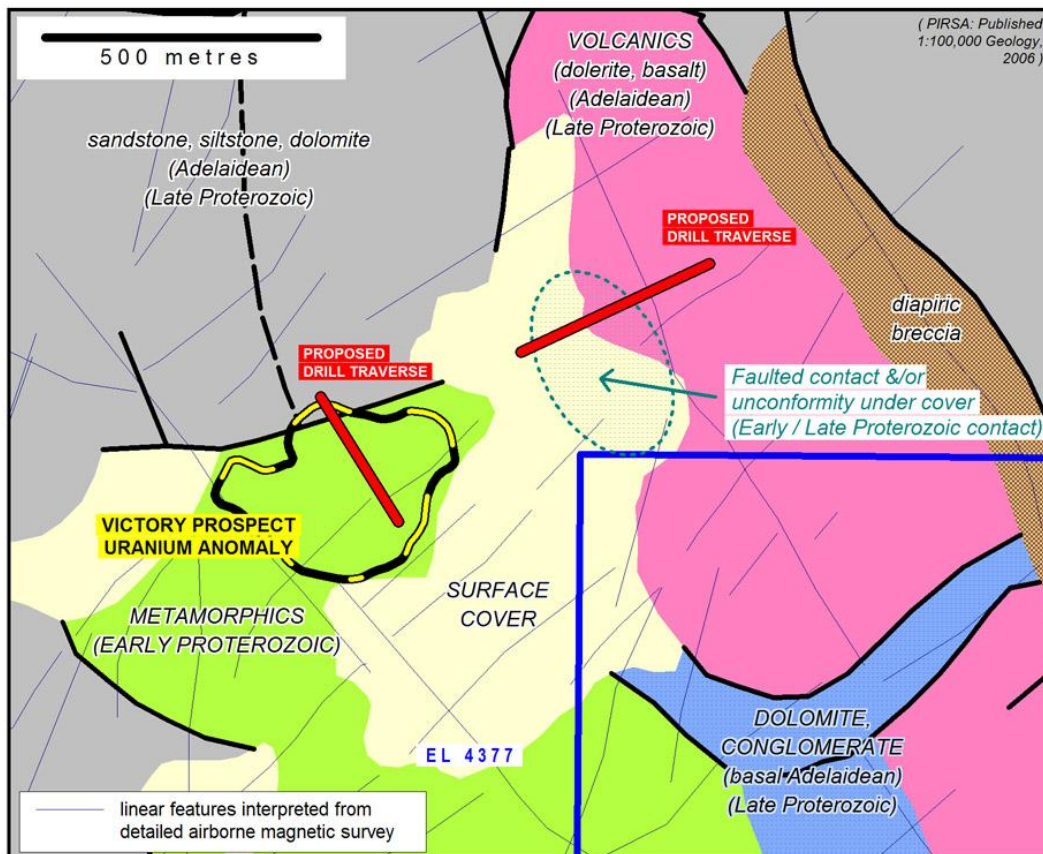 500 metres
VOLCANICS
(dolerite, basalt)
(Adelaidean)
(Late Proterozoic)
( PIRSA: Published
1:100,000 Geology,
2006 )
sandstone, siltstone, dolomite
(Adelaidean)
(Late Proterozoic)
PROPOSED
DRILL TRAVERSE
diapiric
breccia
PROPOSED
DRILL TRAVERSE
Faulted contact &/or
unconformity under cover
(Early / Late Proterozoic contact)
VICTORY PROSPECT
URANIUM ANOMALY
METAMORPHICS
(EARLY PROTEROZOIC)
SURFACE
COVER
DOLOMITE,
CONGLOMERATE
(basal Adelaidean)
(Late Proterozoic)
EL 4377
linear features interpreted from
detailed airborne magnetic survey